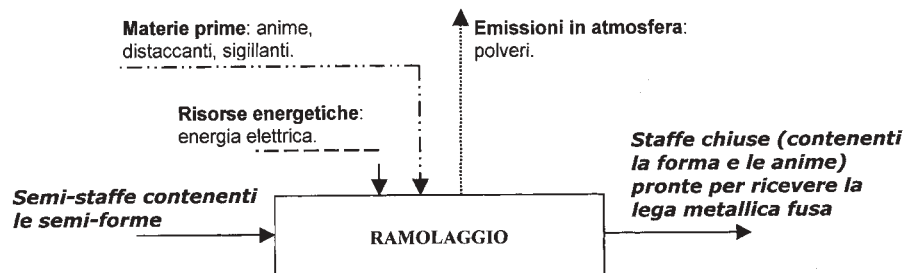 Materie prime: anime,
distaccanti, sigillanti.
Emissioni in atmosfera:
polveri.
Risorse energetiche:
energia elettrica.
Staffe chiuse (contenenti
la forma e le anime)
pronte per ricevere la
lega metallica fusa
Semi-staffe contenenti
le semi-forme
RAMOLAGGIO